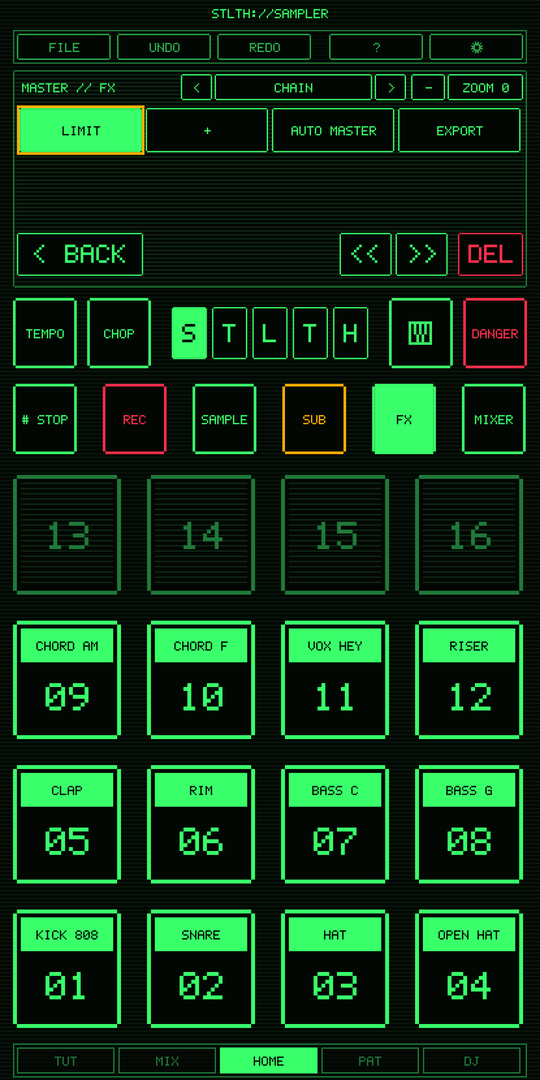 STLTH://SAMPLER
FILE UNDO REDO ?
MASTER // FX < CHAIN > - ZOOM 0
LIMIT + AUTO MASTER EXPORT
< BACK << >> DEL
TEMPO CHOP S T L T H DANGER
# STOP REC SAMPLE SUB FX MIXER
13 14 15 16
CHORD AM CHORD F VOX HEY RISER
09 10 11 12
CLAP RIM BASS C BASS G
05 06 07 08
KICK 808 SNARE HAT OPEN HAT
01 02 03 04
TUT MIX HOME PAT DJ